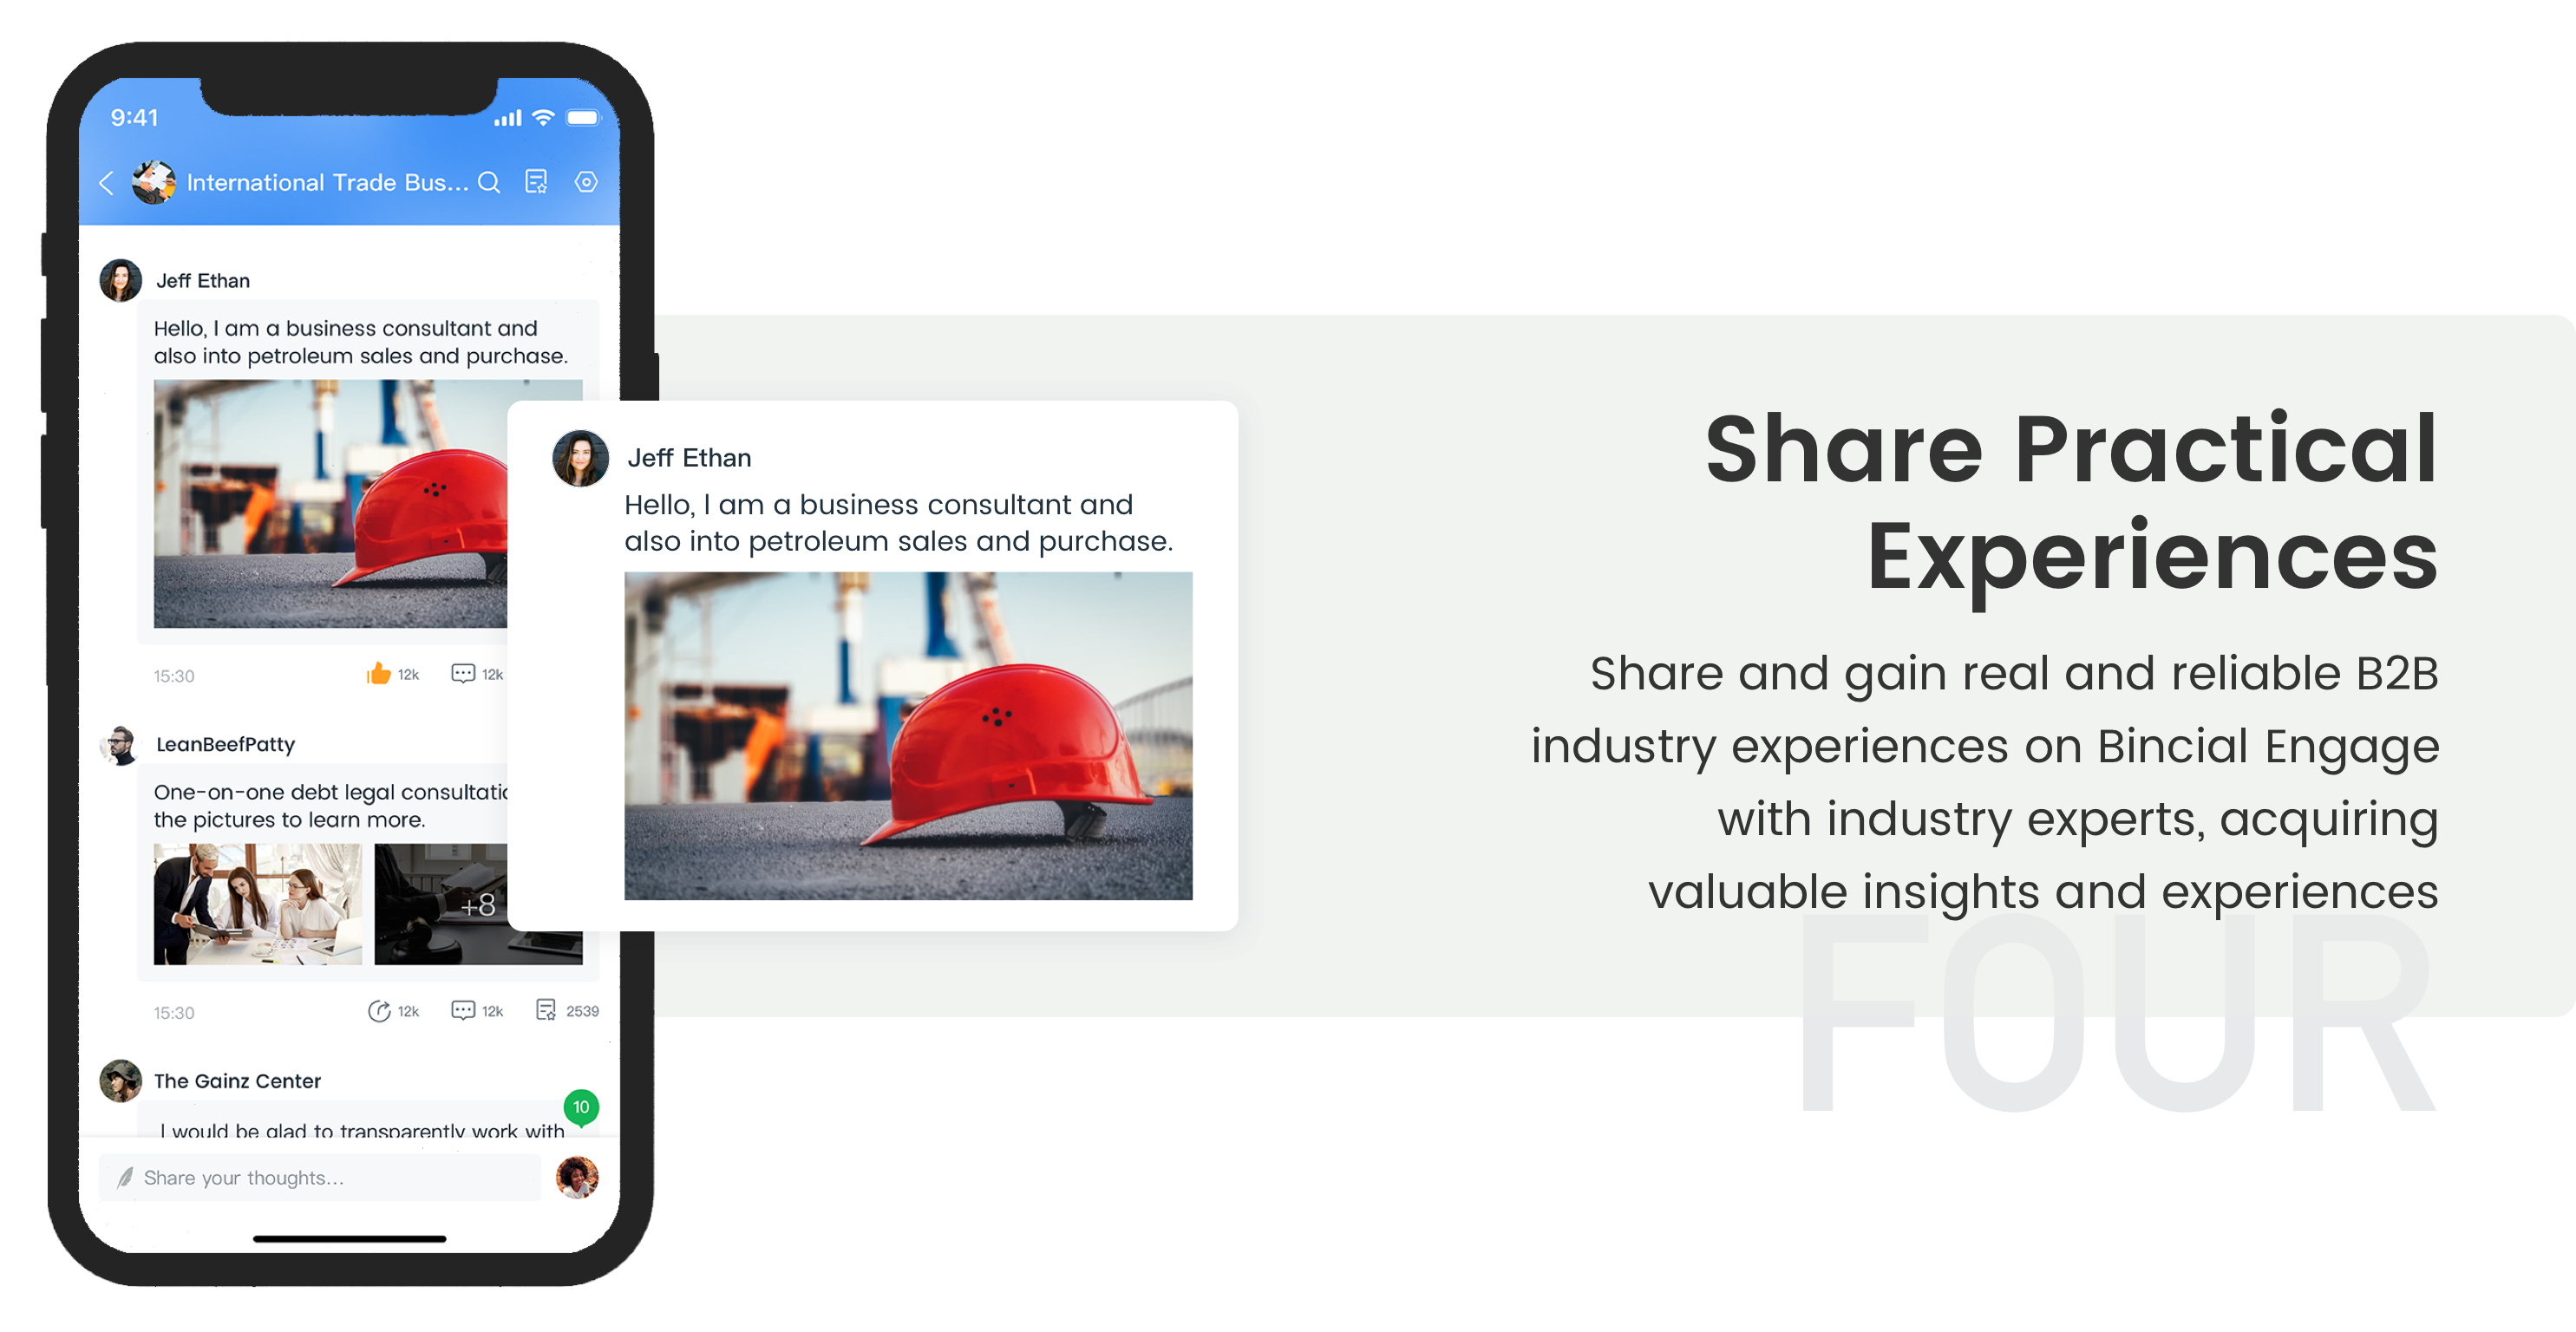 9:41
International Trade Bus...
Jeff Ethan
Hello, I am a business consultant and
also into petroleum sales and purchase.
15:30
12k
12k
LeanBeefPatty
One-on-one debt legal consultatic
the pictures to learn more.
+8
15:30
12k
12k
2539
The Gainz Center
10
I would be glad to transparently work with
Share your thoughts...
Jeff Ethan
Hello, I am a business consultant and
also into petroleum sales and purchase.
Share Practical
Experiences
Share and gain real and reliable B2B
industry experiences on Bincial Engage
with industry experts, acquiring
valuable insights and experiences
FOUR